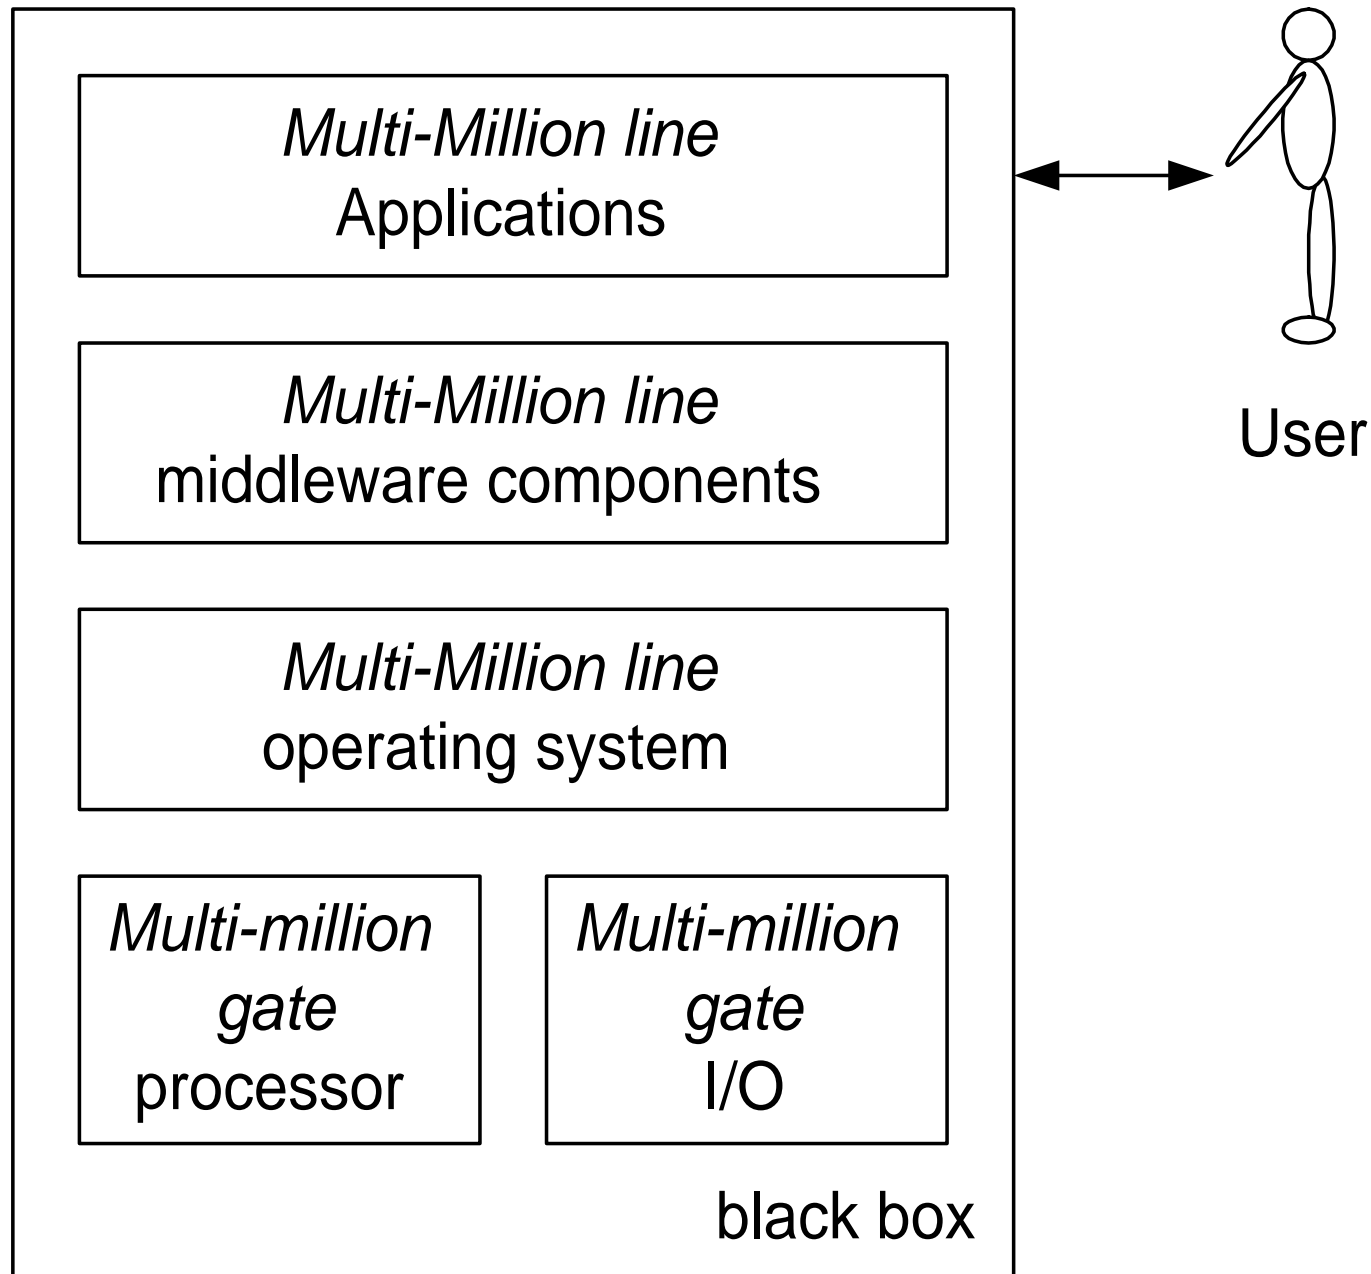 Multi-Million line
Applications
Multi-Million line
middleware components
User
Multi-Million line
operating system
Multi-million
gate
processor
Multi-million
gate
I/O
black box